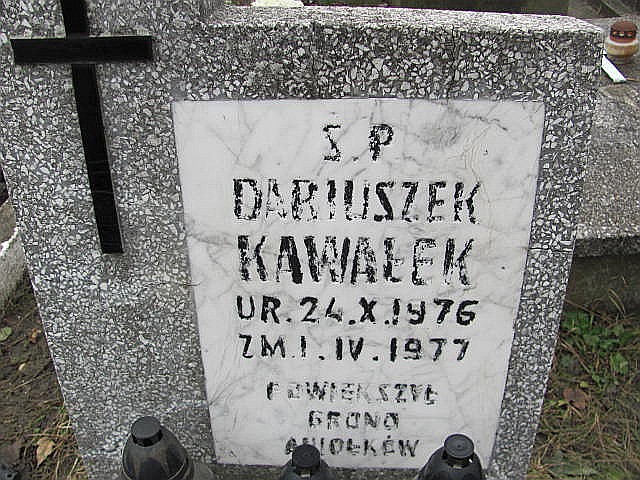 Ś.P
DARIUSZEK
KAWAŁEK
UR. 24.X.1976
ZM. 1.IV.1977
POWIĘKSZYŁ
GRONO
ANIOŁKÓW